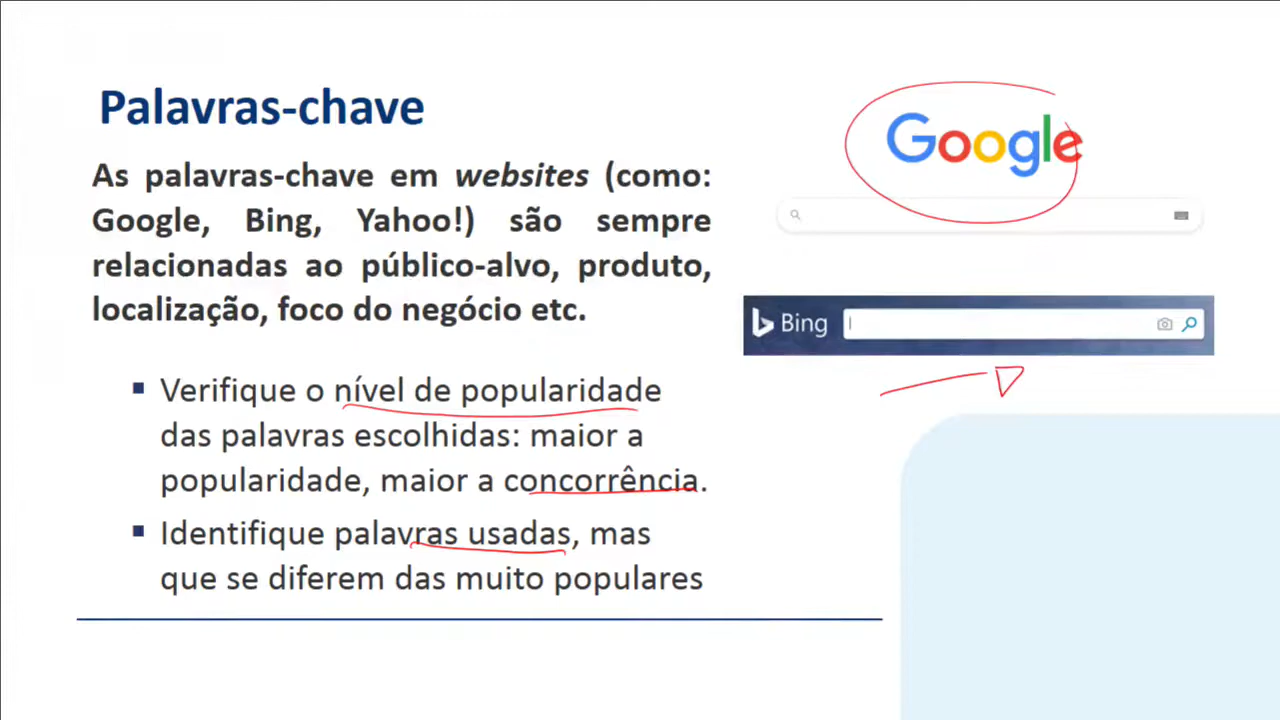 Palavras-chave
As palavras-chave em websites (como:
Google, Bing, Yahoo!) são sempre
relacionadas ao público-alvo, produto,
localização, foco do negócio etc.
Verifique o nível de popularidade
das palavras escolhidas: maior a
popularidade, maior a concorrência.
Identifique palavras usadas, mas
que se diferem das muito populares
Google
Bing